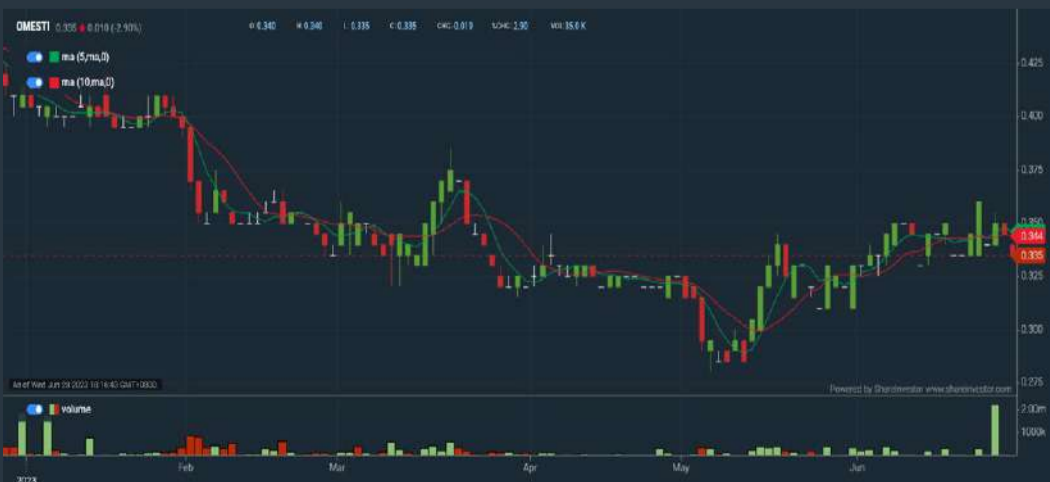 OMESTI 0.335 0.010 (-2.90%) O:0.340 H:0.340 L:0.335 C:0.335 CHG:-0.010 %CHG:-2.90 VOL:35.0 K
ma (5,ma,0)
ma (10,ma,0)
0.425
0.400
0.375
0.350
0.344
0.335
0.325
0.300
0.275
Powered by ShareInvestor www.shareinvestor.com
volume
2.00m
1000k
Feb Mar Apr May Jun
2023